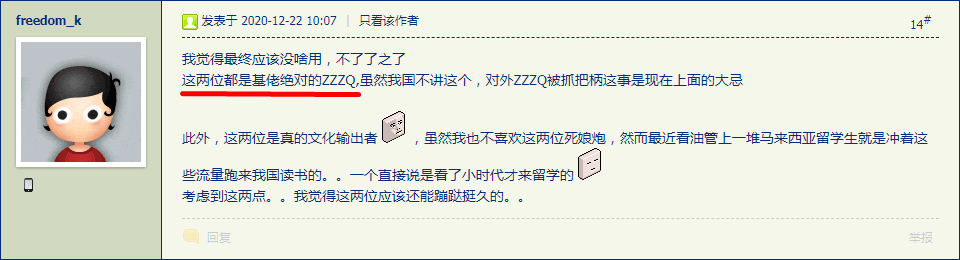 freedom_k
发表于 2020-12-22 10:07 | 只看该作者
14#
我觉得最终应该没啥用，不了了之了
这两位都是基佬绝对的ZZZQ,虽然我国不讲这个，对外ZZZQ被抓把柄这事是现在上面的大忌
此外，这两位是真的文化输出者，虽然我也不喜欢这两位死娘炮，然而最近看油管上一堆马来西亚留学生就是冲着这
些流量跑来我国读书的。。一个直接说是看了小时代才来留学的
考虑到这两点。。我觉得这两位应该还能蹦跶挺久的。。
回复
举报